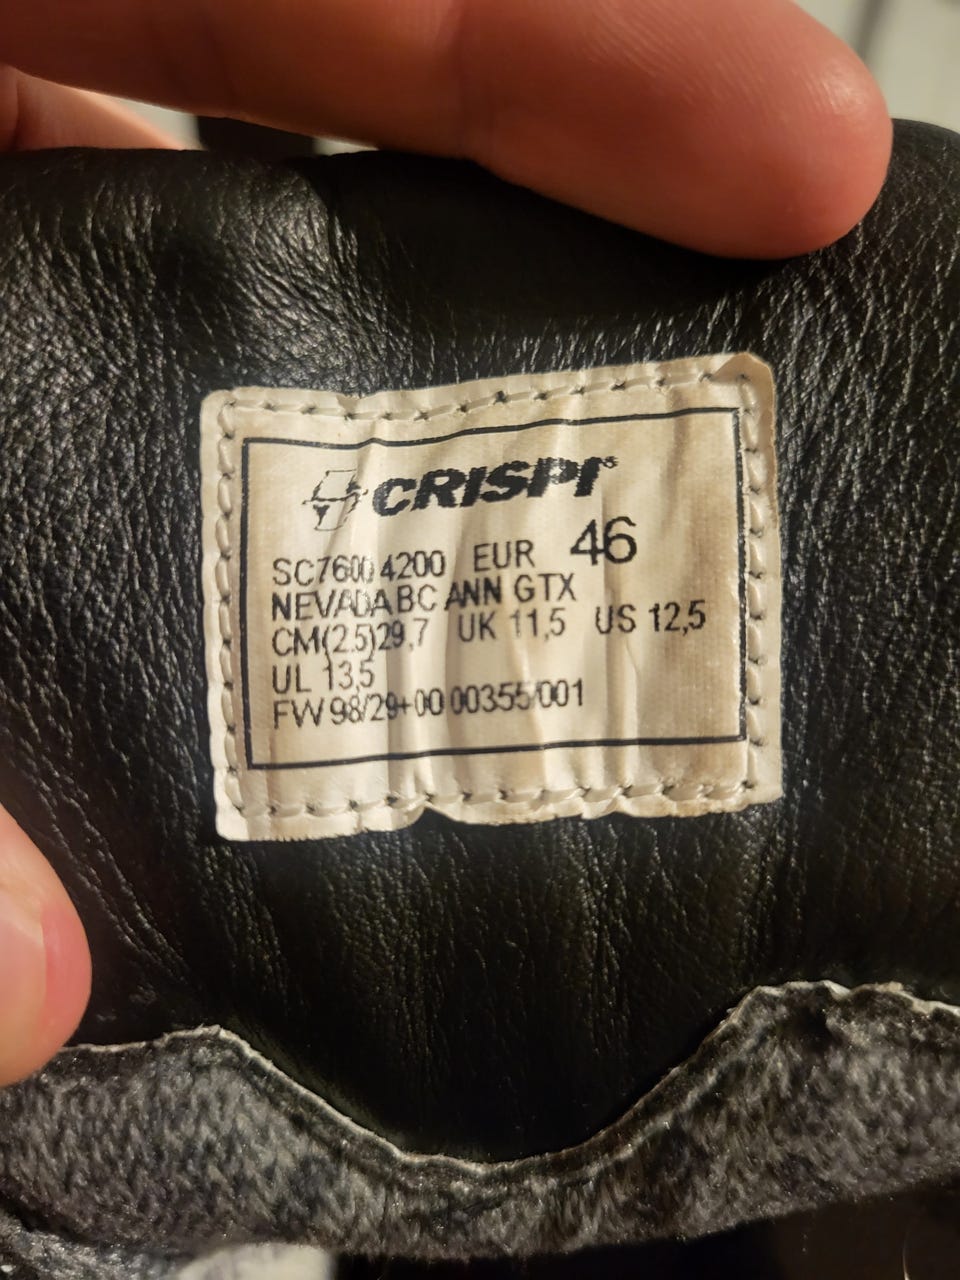 CRISPI®
SC7600 4200 EUR 46
NEVADA BC ANN GTX
CM(2.5)29,7 UK 11,5 US 12,5
UL 13,5
FW 98/29+00 00355/001